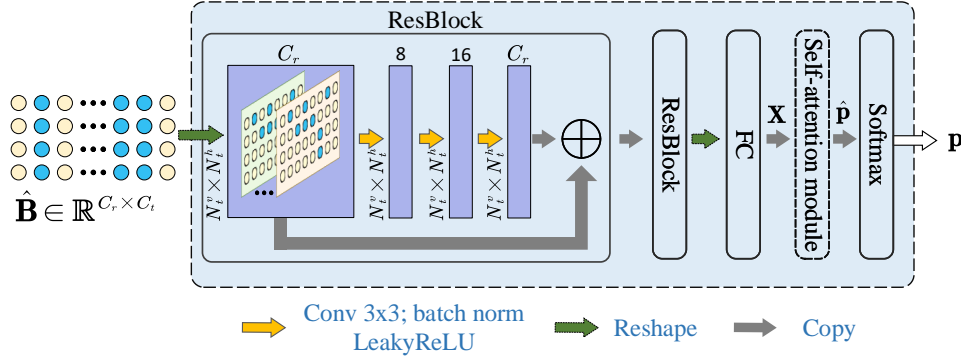 ResBlock
C_r
8
16
C_r
N_t^v × N_t^h
N_t^v × N_t^h
N_t^v × N_t^h
N_t^v × N_t^h
•••
•••
•••
•••
•••
B̂ ∈ ℝ^{C_r × C_t}
ResBlock
FC
X
Self-attention module
p̂
Softmax
p
Conv 3x3; batch norm
LeakyReLU
Reshape
Copy